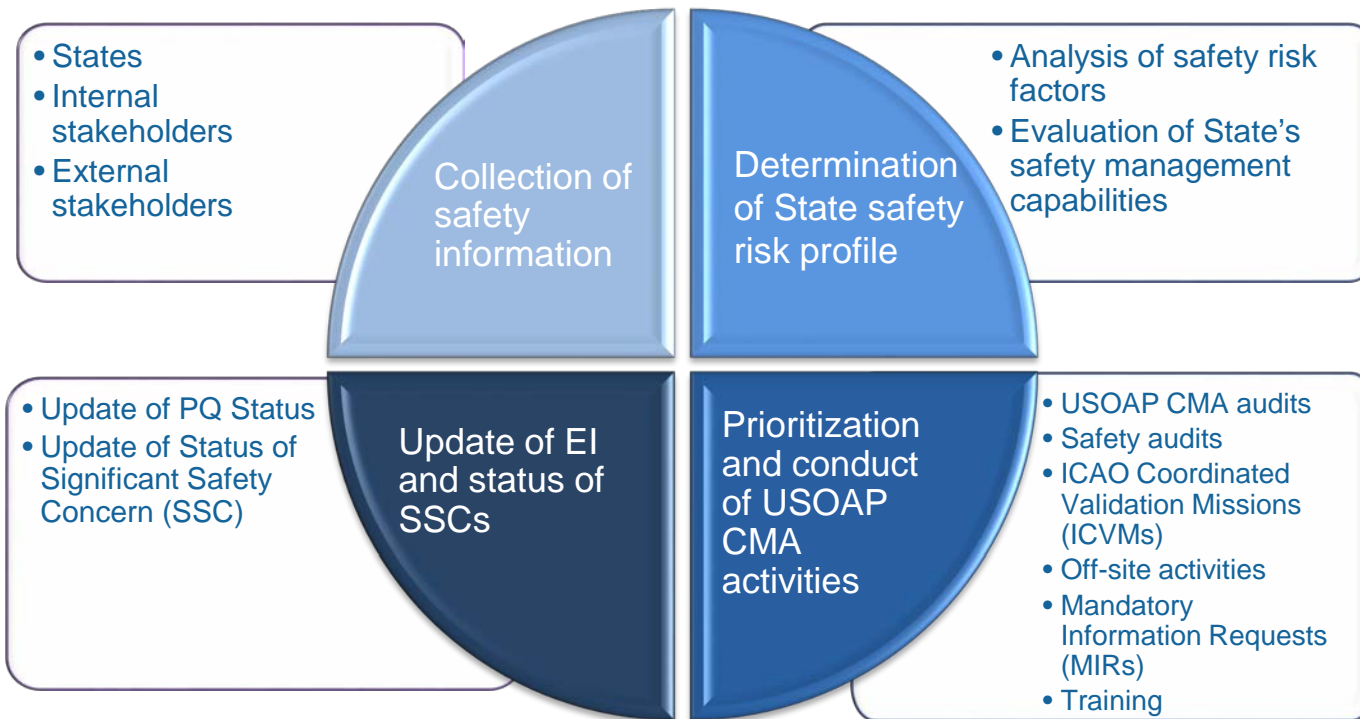 • States
• Internal
stakeholders
• External
stakeholders
Collection of
safety
information
Determination
of State safety
risk profile
• Analysis of safety risk
factors
• Evaluation of State's
safety management
capabilities
• Update of PQ Status
• Update of Status of
Significant Safety
Concern (SSC)
Update of EI
and status of
SSCs
Prioritization
and conduct
of USOAP
CMA
activities
• USOAP CMA audits
• Safety audits
• ICAO Coordinated
Validation Missions
(ICVMs)
• Off-site activities
• Mandatory
Information Requests
(MIRs)
• Training